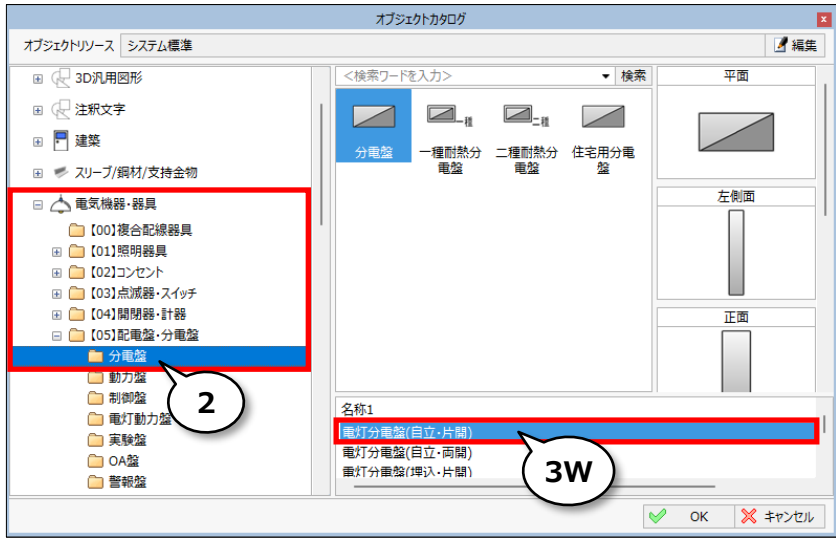 オブジェクトカタログ
オブジェクトリソース システム標準
編集
3D汎用図形
注釈文字
建築
スリーブ/鋼材/支持金物
電気機器・器具
【00】複合配線器具
【01】照明器具
【02】コンセント
【03】点滅器・スイッチ
【04】開閉器・計器
【05】配電盤・分電盤
分電盤
動力盤
制御盤
電灯動力盤
実験盤
OA盤
警報盤
2
<検索ワードを入力>
検索
一種
二種
分電盤
一種耐熱分
電盤
二種耐熱分
電盤
住宅用分電
盤
平面
左側面
正面
名称1
電灯分電盤(自立・片開)
電灯分電盤(自立・両開)
電灯分電盤(埋込・片開)
3W
OK
キャンセル